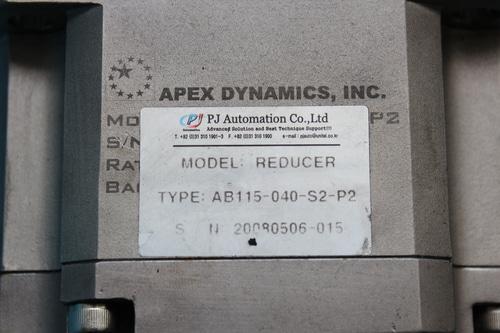 APEX DYNAMICS, INC.
PJ Automation Co.,Ltd
Advanced Solution and Best Technique Support!!!
MODEL: REDUCER
TYPE: AB115-040-S2-P2
S N 20080506-015
P2
S/N